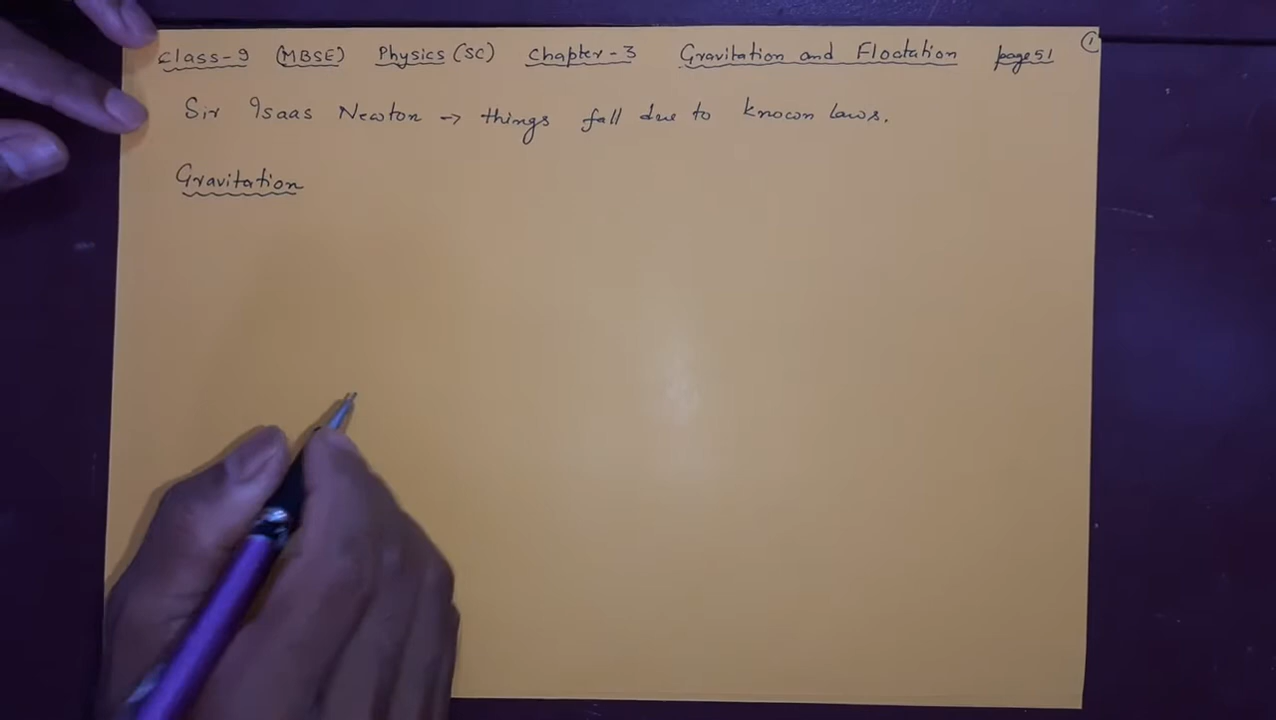 Class-9 (MBSE) Physics (SC) Chapter-3 Gravitation and Floatation page 51 1
Sir Isaas Newton → things fall due to known laws.
Gravitation